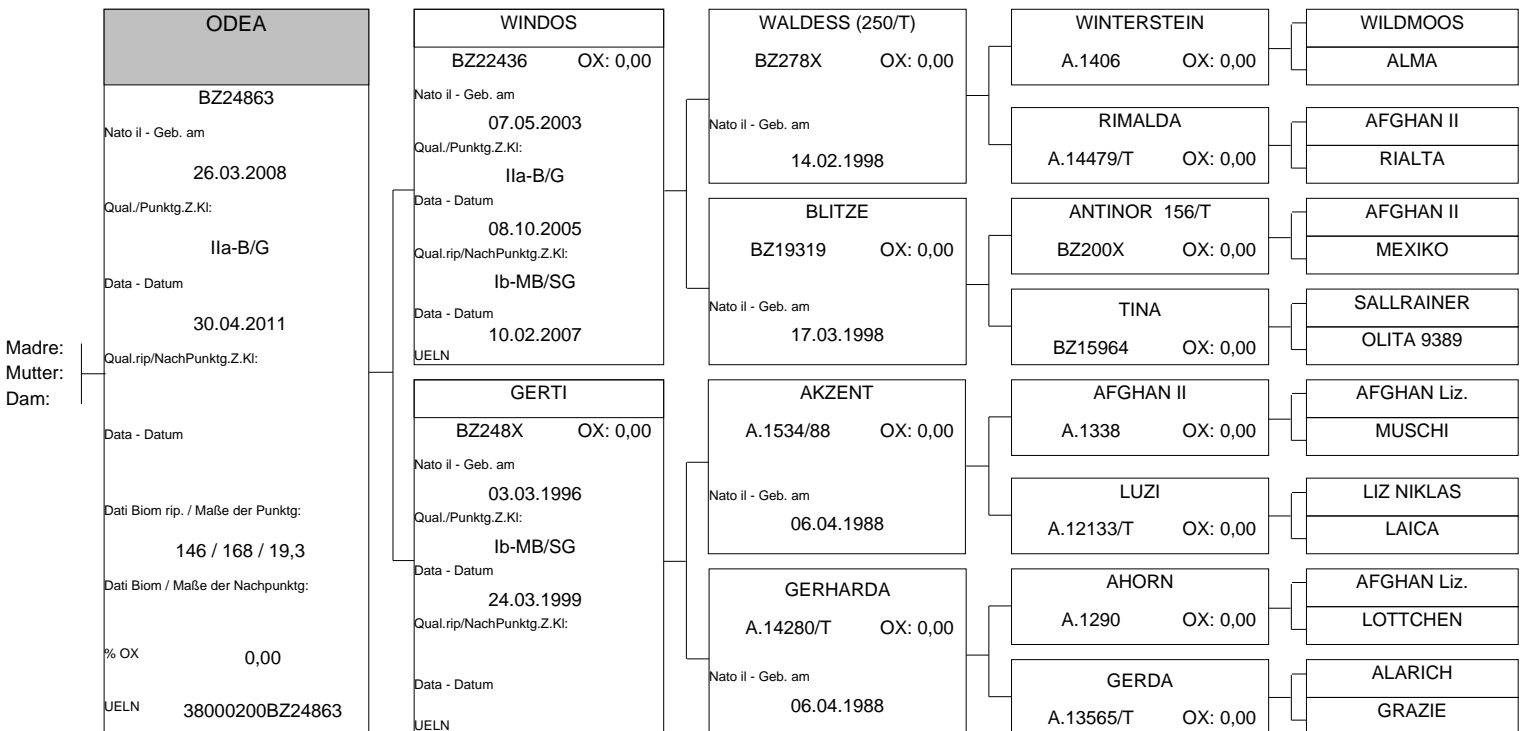 Madre:
Mutter:
Dam:
ODEA
BZ24863
Nato il - Geb. am
26.03.2008
Qual./Punktg.Z.Kl:
IIa-B/G
Data - Datum
30.04.2011
Qual.rip/NachPunktg.Z.Kl:
Data - Datum
Dati Biom rip. / Maße der Punktg:
146 / 168 / 19,3
Dati Biom / Maße der Nachpunktg:
% OX 0,00
UELN 38000200BZ24863
WINDOS
BZ22436 OX: 0,00
Nato il - Geb. am
07.05.2003
Qual./Punktg.Z.Kl:
IIa-B/G
Data - Datum
08.10.2005
Qual.rip/NachPunktg.Z.Kl:
Ib-MB/SG
Data - Datum
10.02.2007
UELN
GERTI
BZ248X OX: 0,00
Nato il - Geb. am
03.03.1996
Qual./Punktg.Z.Kl:
Ib-MB/SG
Data - Datum
24.03.1999
Qual.rip/NachPunktg.Z.Kl:
Data - Datum
UELN
WALDESS (250/T)
BZ278X OX: 0,00
Nato il - Geb. am
14.02.1998
BLITZE
BZ19319 OX: 0,00
Nato il - Geb. am
17.03.1998
AKZENT
A.1534/88 OX: 0,00
Nato il - Geb. am
06.04.1988
GERHARDA
A.14280/T OX: 0,00
Nato il - Geb. am
06.04.1988
WINTERSTEIN
A.1406 OX: 0,00
RIMALDA
A.14479/T OX: 0,00
ANTINOR 156/T
BZ200X OX: 0,00
TINA
BZ15964 OX: 0,00
AFGHAN II
A.1338 OX: 0,00
LUZI
A.12133/T OX: 0,00
AHORN
A.1290 OX: 0,00
GERDA
A.13565/T OX: 0,00
WILDMOOS
ALMA
AFGHAN II
RIALTA
AFGHAN II
MEXIKO
SALLRAINER
OLITA 9389
AFGHAN Liz.
MUSCHI
LIZ NIKLAS
LAICA
AFGHAN Liz.
LOTTCHEN
ALARICH
GRAZIE